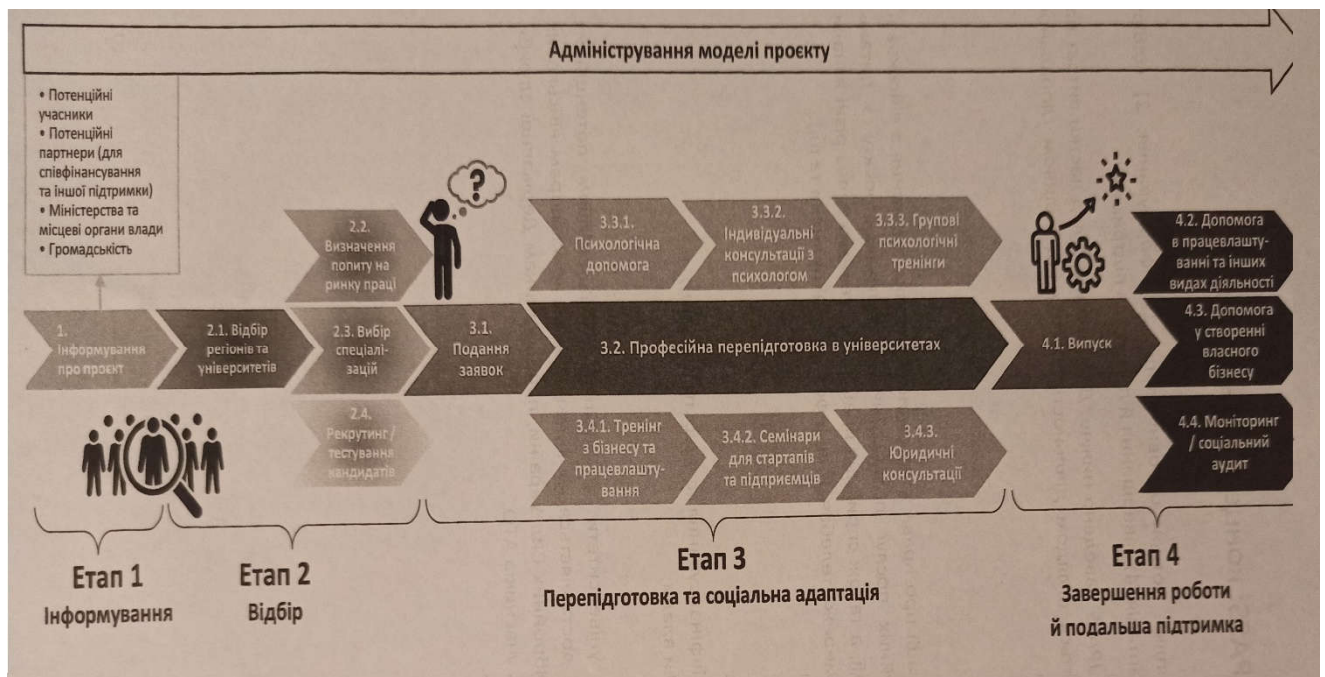 Адміністрування моделі проєкту
• Потенційні
учасники
• Потенційні
партнери (для
співфінансування
та іншої підтримки)
• Міністерства та
місцеві органи влади
• Громадськість
1.
Інформування
про проєкт
2.1. Відбір
регіонів та
університетів
2.2.
Визначення
попиту на
ринку праці
2.3. Вибір
спеціалі-
зацій
2.4.
Рекрутинг /
тестування
кандидатів
3.1.
Подання
заявок
?
3.3.1.
Психологічна
допомога
3.3.2.
Індивідуальні
консультації з
психологом
3.3.3. Групові
психологічні
тренінги
3.2. Професійна перепідготовка в університетах
3.4.1. Тренінг
з бізнесу та
працевлашту-
вання
3.4.2. Семінари
для стартапів
та підприємців
3.4.3.
Юридичні
консультації
4.1. Випуск
4.2. Допомога
в працевлашту-
ванні та інших
видах діяльності
4.3. Допомога
у створенні
власного
бізнесу
4.4. Моніторинг
/ соціальний
аудит
Етап 1
Інформування
Етап 2
Відбір
Етап 3
Перепідготовка та соціальна адаптація
Етап 4
Завершення роботи
й подальша підтримка